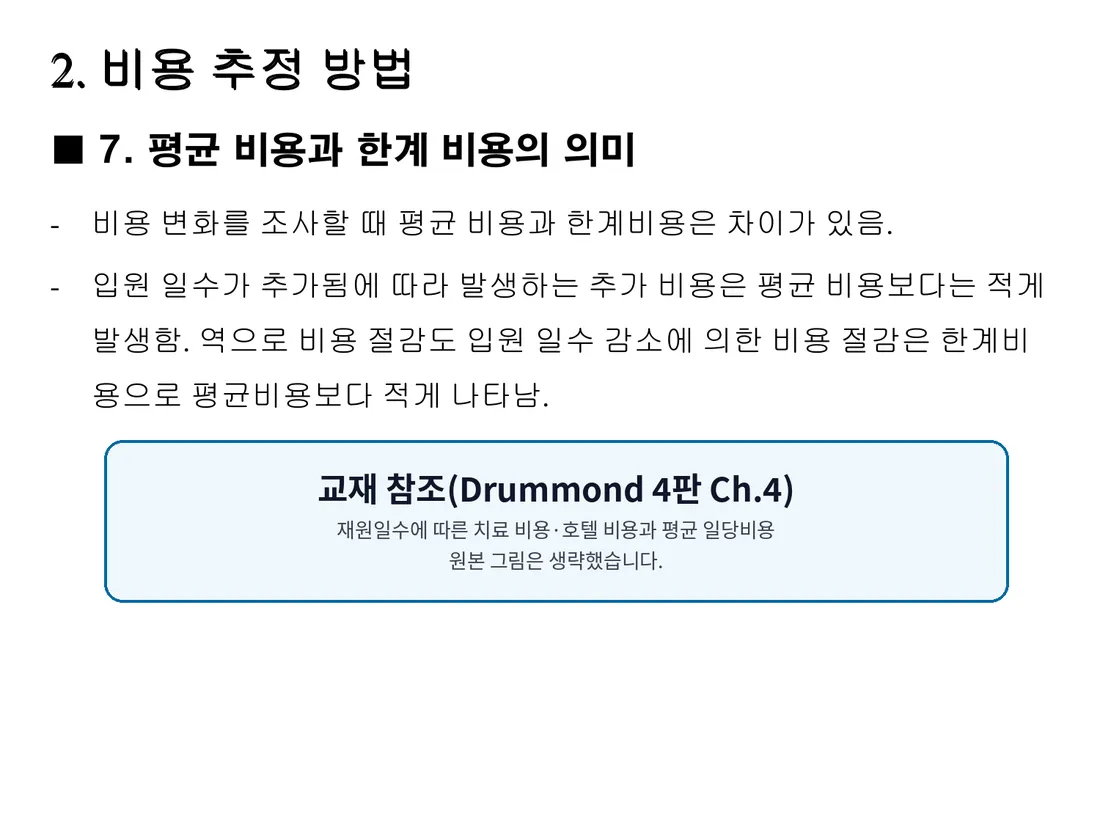 2. 비용 추정 방법
■ 7. 평균 비용과 한계 비용의 의미
- 비용 변화를 조사할 때 평균 비용과 한계비용은 차이가 있음.
- 입원 일수가 추가됨에 따라 발생하는 추가 비용은 평균 비용보다는 적게
발생함. 역으로 비용 절감도 입원 일수 감소에 의한 비용 절감은 한계비
용으로 평균비용보다 적게 나타남.
교재 참조(Drummond 4판 Ch.4)
재원일수에 따른 치료 비용·호텔 비용과 평균 일당비용
원본 그림은 생략했습니다.